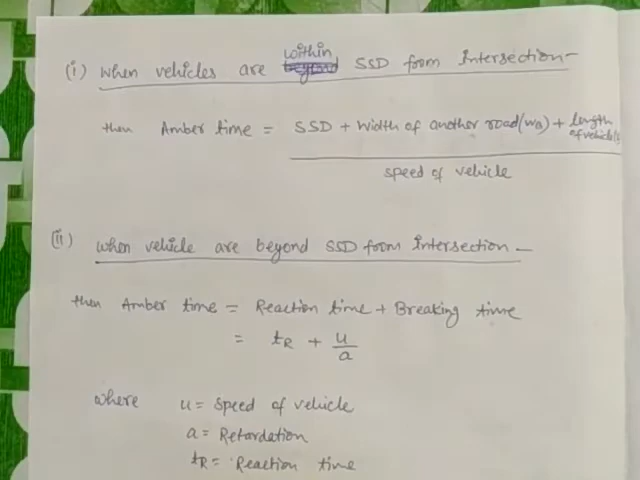 (i) when vehicles are within SSD from Intersection-
then Amber time = SSD + Width of another road (Wa) + length of vehicle
speed of vehicle
(ii) when vehicle are beyond SSD from intersection -
then Amber time = Reaction time + Breaking time
= tR + u/a
where u = speed of vehicle
a = Retardation
tR = Reaction time